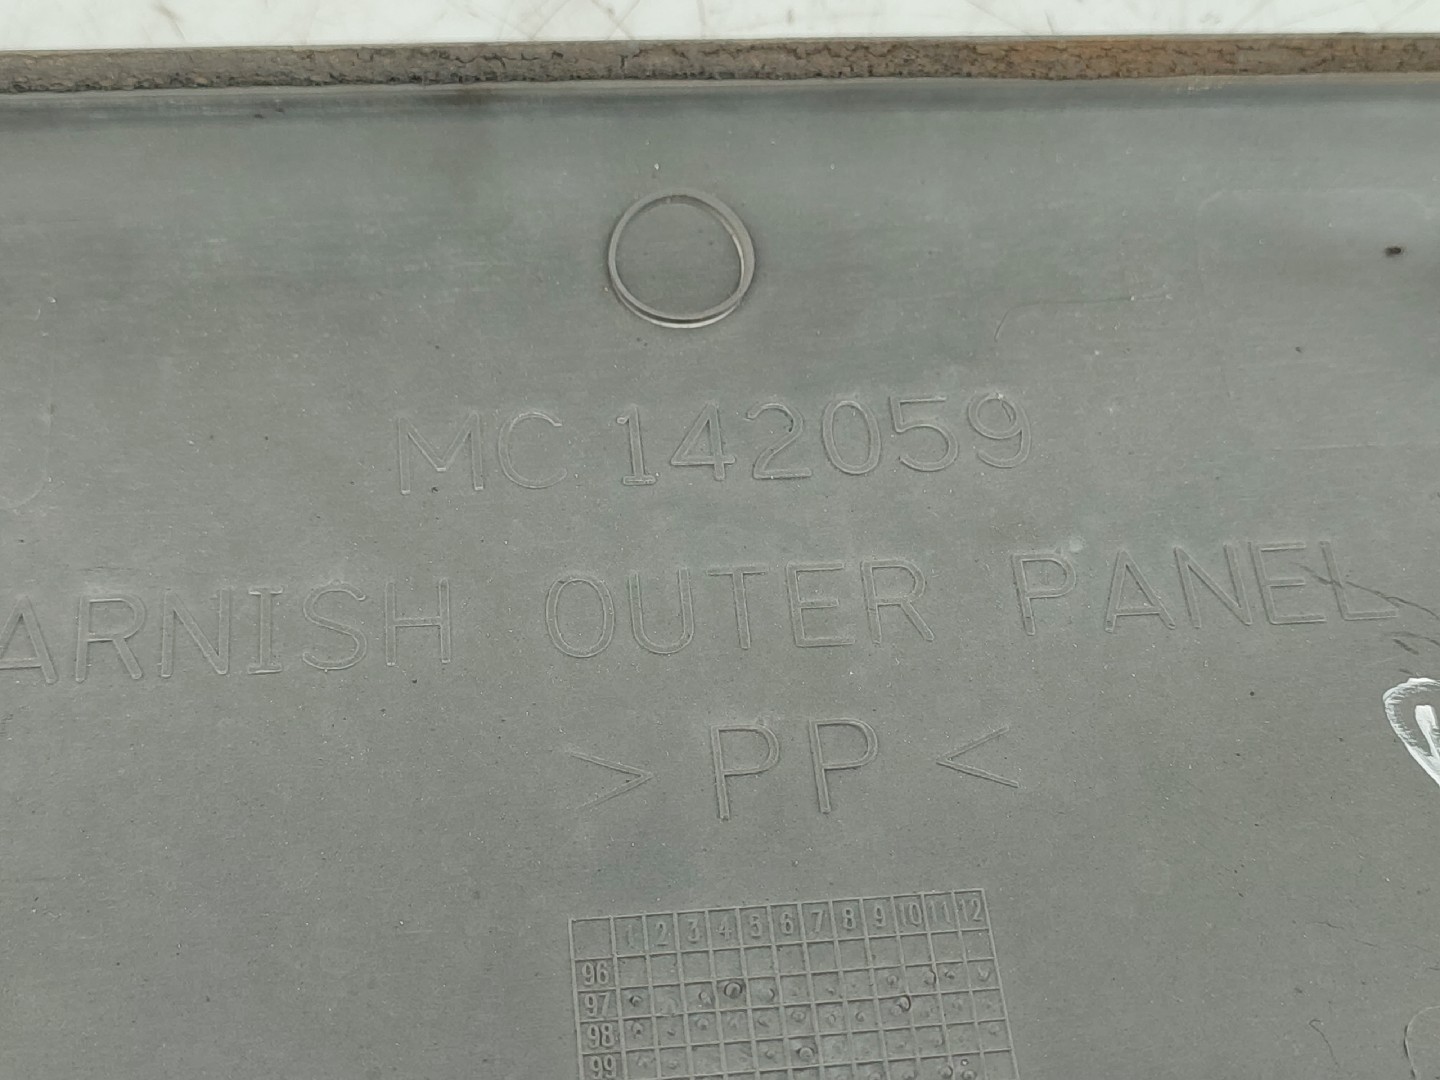 MC 142059
ARNISH OUTER PANEL
> PP <
1 2 3 4 5 6 7 8 9 10 11 12
96
97
98
99